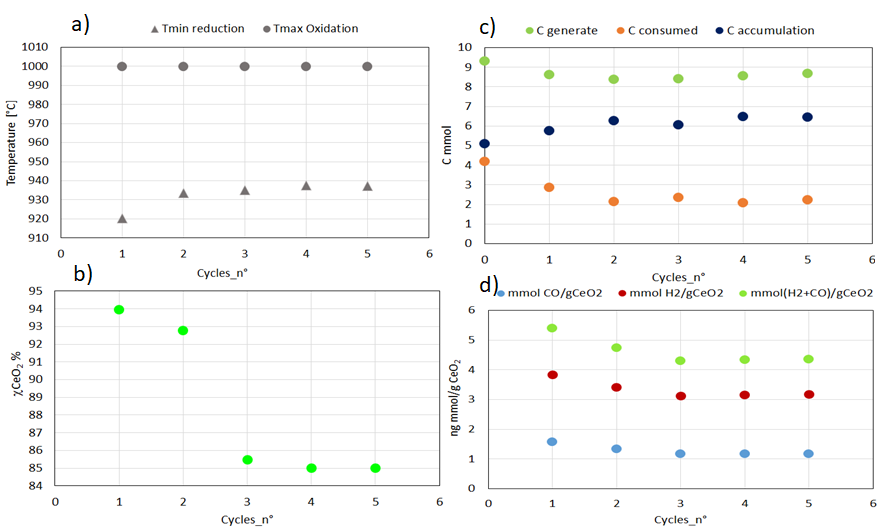 a)
Tmin reduction
Tmax Oxidation
1010
1000
990
980
970
960
950
940
930
920
910
Temperature [°C]
0 1 2 3 4 5 6
Cycles_n°
b)
95
94
93
92
91
90
89
88
87
86
85
84
χCeO2 %
0 1 2 3 4 5 6
Cycles_n°
c)
C generate
C consumed
C accumulation
10
9
8
7
6
5
4
3
2
1
0
C mmol
0 1 2 3 4 5 6
Cycles_n°
d)
mmol CO/gCeO2
mmol H2/gCeO2
mmol(H2+CO)/gCeO2
6
5
4
3
2
1
0
ng mmol/g CeO2
0 1 2 3 4 5 6
Cycles_n°